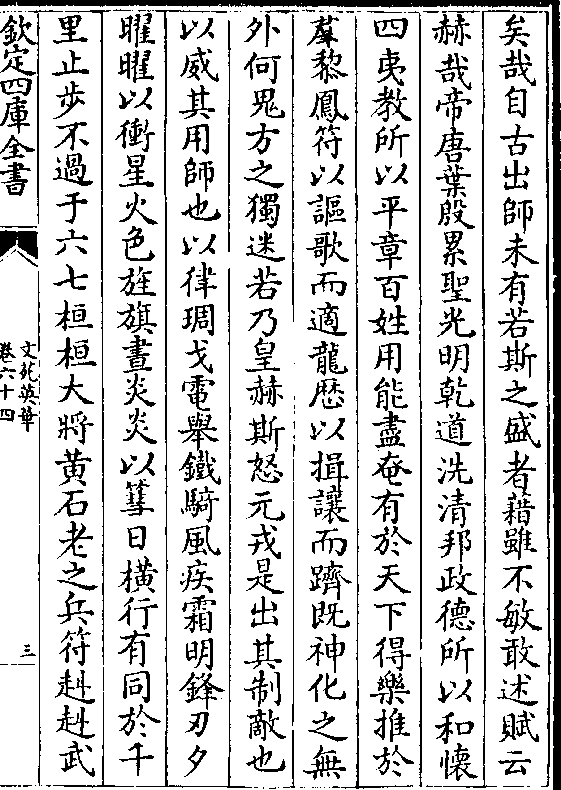 矣哉自古出師未有若斯之盛者藉雖不敏敢述賦云
赫哉帝唐葉殷累聖光明乾道洗清邦政德所以和懷
四夷教所以平章百姓用能盡奄有於天下得樂推於
羣黎鳳符以謳歌而適龍歴以揖讓而躋既神化之無
外何鬼方之獨迷若乃皇赫斯怒元戎是出其制敵也
以威其用師也以律琱戈電舉鐵騎風疾霜明鋒刃夕
曜曜以衝星火色旌旗晝炎炎以篲日橫行有同於千
里止步不過于六七桓桓大將黄石老之兵符赳赳武
欽定四庫全書
文苑英華
卷六十四
三